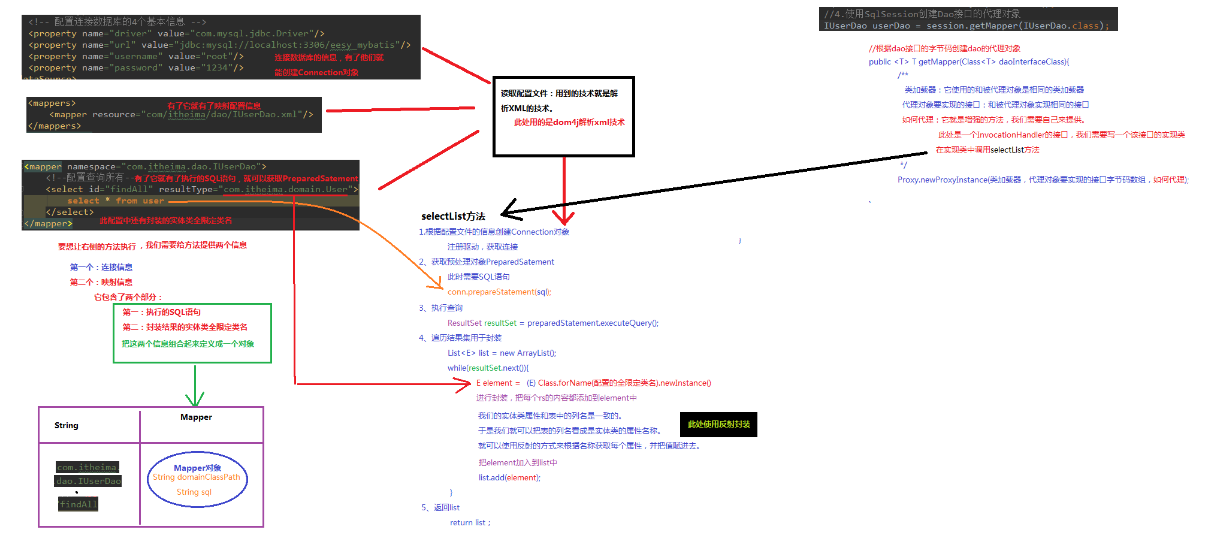 <!-- 配置连接数据库的4个基本信息 -->
<property name="driver" value="com.mysql.jdbc.Driver"/>
<property name="url" value="jdbc:mysql://localhost:3306/eesy_mybatis"/>
<property name="username" value="root"/>
<property name="password" value="1234"/>
连接数据库的信息，有了他们就
能创建Connection对象
<mappers>
有了它就有了映射配置信息
<mapper resource="com/itheima/dao/IUserDao.xml"/>
</mappers>
<mapper namespace="com.itheima.dao.IUserDao">
<!--配置查询所有--
有了它就有了执行的SQL语句，就可以获取PreparedSatement
<select id="findAll" resultType="com.itheima.domain.User">
select * from user
</select>
此配置中还有封装的实体类全限定类名
</mapper>
要想让右侧的方法执行，我们需要给方法提供两个信息
第一个：连接信息
第二个：映射信息
它包含了两个部分：
第一：执行的SQL语句
第二：封装结果的实体类全限定类名
把这两个信息组合起来定义成一个对象
String
Mapper
com.itheima.
dao.IUserDao
.
findAll
Mapper对象
String domainClassPath
String sql
读取配置文件：用到的技术就是解
析XML的技术。
此处用的是dom4j解析xml技术
selectList方法
1.根据配置文件的信息创建Connection对象
注册驱动，获取连接
2、获取预处理对象PreparedSatement
此时需要SQL语句
conn.prepareStatement(sql);
3、执行查询
ResultSet resultSet = preparedStatement.executeQuery();
4、遍历结果集用于封装
List<E> list = new ArrayList();
while(resultSet.next()){
E element = (E) Class.forName(配置的全限定类名).newInstance()
进行封装，把每个rs的内容都添加到element中
我们的实体类属性和表中的列名是一致的。
于是我们就可以把表的列名看成是实体类的属性名称。
就可以使用反射的方式来根据名称获取每个属性，并把值赋进去。
此处使用反射封装
把element加入到list中
list.add(element);
}
5、返回list
return list ;
//4.使用SqlSession创建Dao接口的代理对象
IUserDao userDao = session.getMapper(IUserDao.class);
//根据dao接口的字节码创建dao的代理对象
public <T> T getMapper(Class<T> daoInterfaceClass){
/**
类加载器：它使用的和被代理对象是相同的类加载器
代理对象要实现的接口：和被代理对象实现相同的接口
如何代理：它就是增强的方法，我们需要自己来提供。
此处是一个InvocationHandler的接口，我们需要写一个该接口的实现类
在实现类中调用selectList方法
*/
Proxy.newProxyInstance(类加载器，代理对象要实现的接口字节码数组，如何代理);